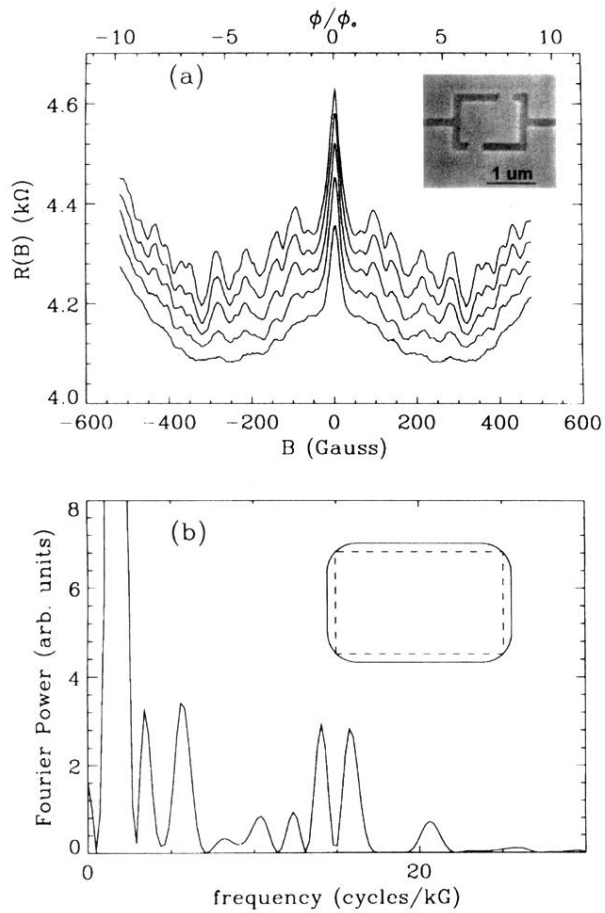 φ/φ∘
−10 −5 0 5 10
(a)
4.6
4.4
4.2
4.0
R(B) (kΩ)
1 um
−600 −400 −200 0 200 400 600
B (Gauss)
(b)
8
6
4
2
0
Fourier Power (arb. units)
0 20
frequency (cycles/kG)